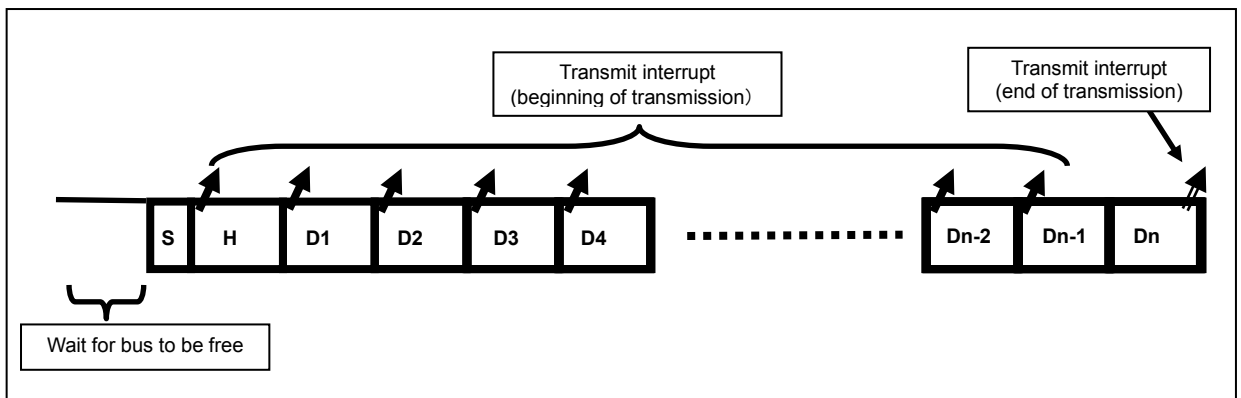 Transmit interrupt
(beginning of transmission）
Transmit interrupt
(end of transmission)
S H D1 D2 D3 D4 Dn-2 Dn-1 Dn
Wait for bus to be free